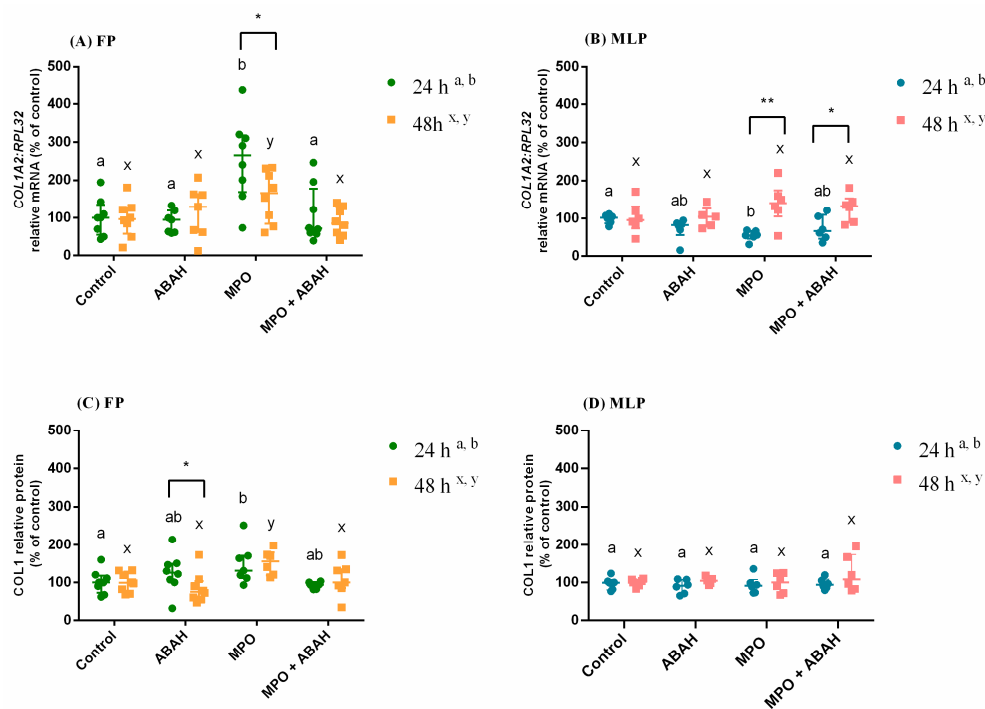 (A) FP
COL1A2:RPL32
relative mRNA (% of control)
500
400
300
200
100
0
a
x
a
x
b
y
a
x
*
Control
ABAH
MPO
MPO + ABAH
24 h a, b
48h x, y
(B) MLP
COL1A2:RPL32
relative mRNA (% of control)
500
400
300
200
100
0
a
x
ab
x
b
x
ab
x
**
*
Control
ABAH
MPO
MPO + ABAH
24 h a, b
48 h x, y
(C) FP
COL1 relative protein
(% of control)
500
400
300
200
100
0
a
x
ab
x
b
y
ab
x
*
Control
ABAH
MPO
MPO + ABAH
24 h a, b
48 h x, y
(D) MLP
COL1 relative protein
(% of control)
500
400
300
200
100
0
a
x
a
x
a
x
a
x
Control
ABAH
MPO
MPO + ABAH
24 h a, b
48 h x, y